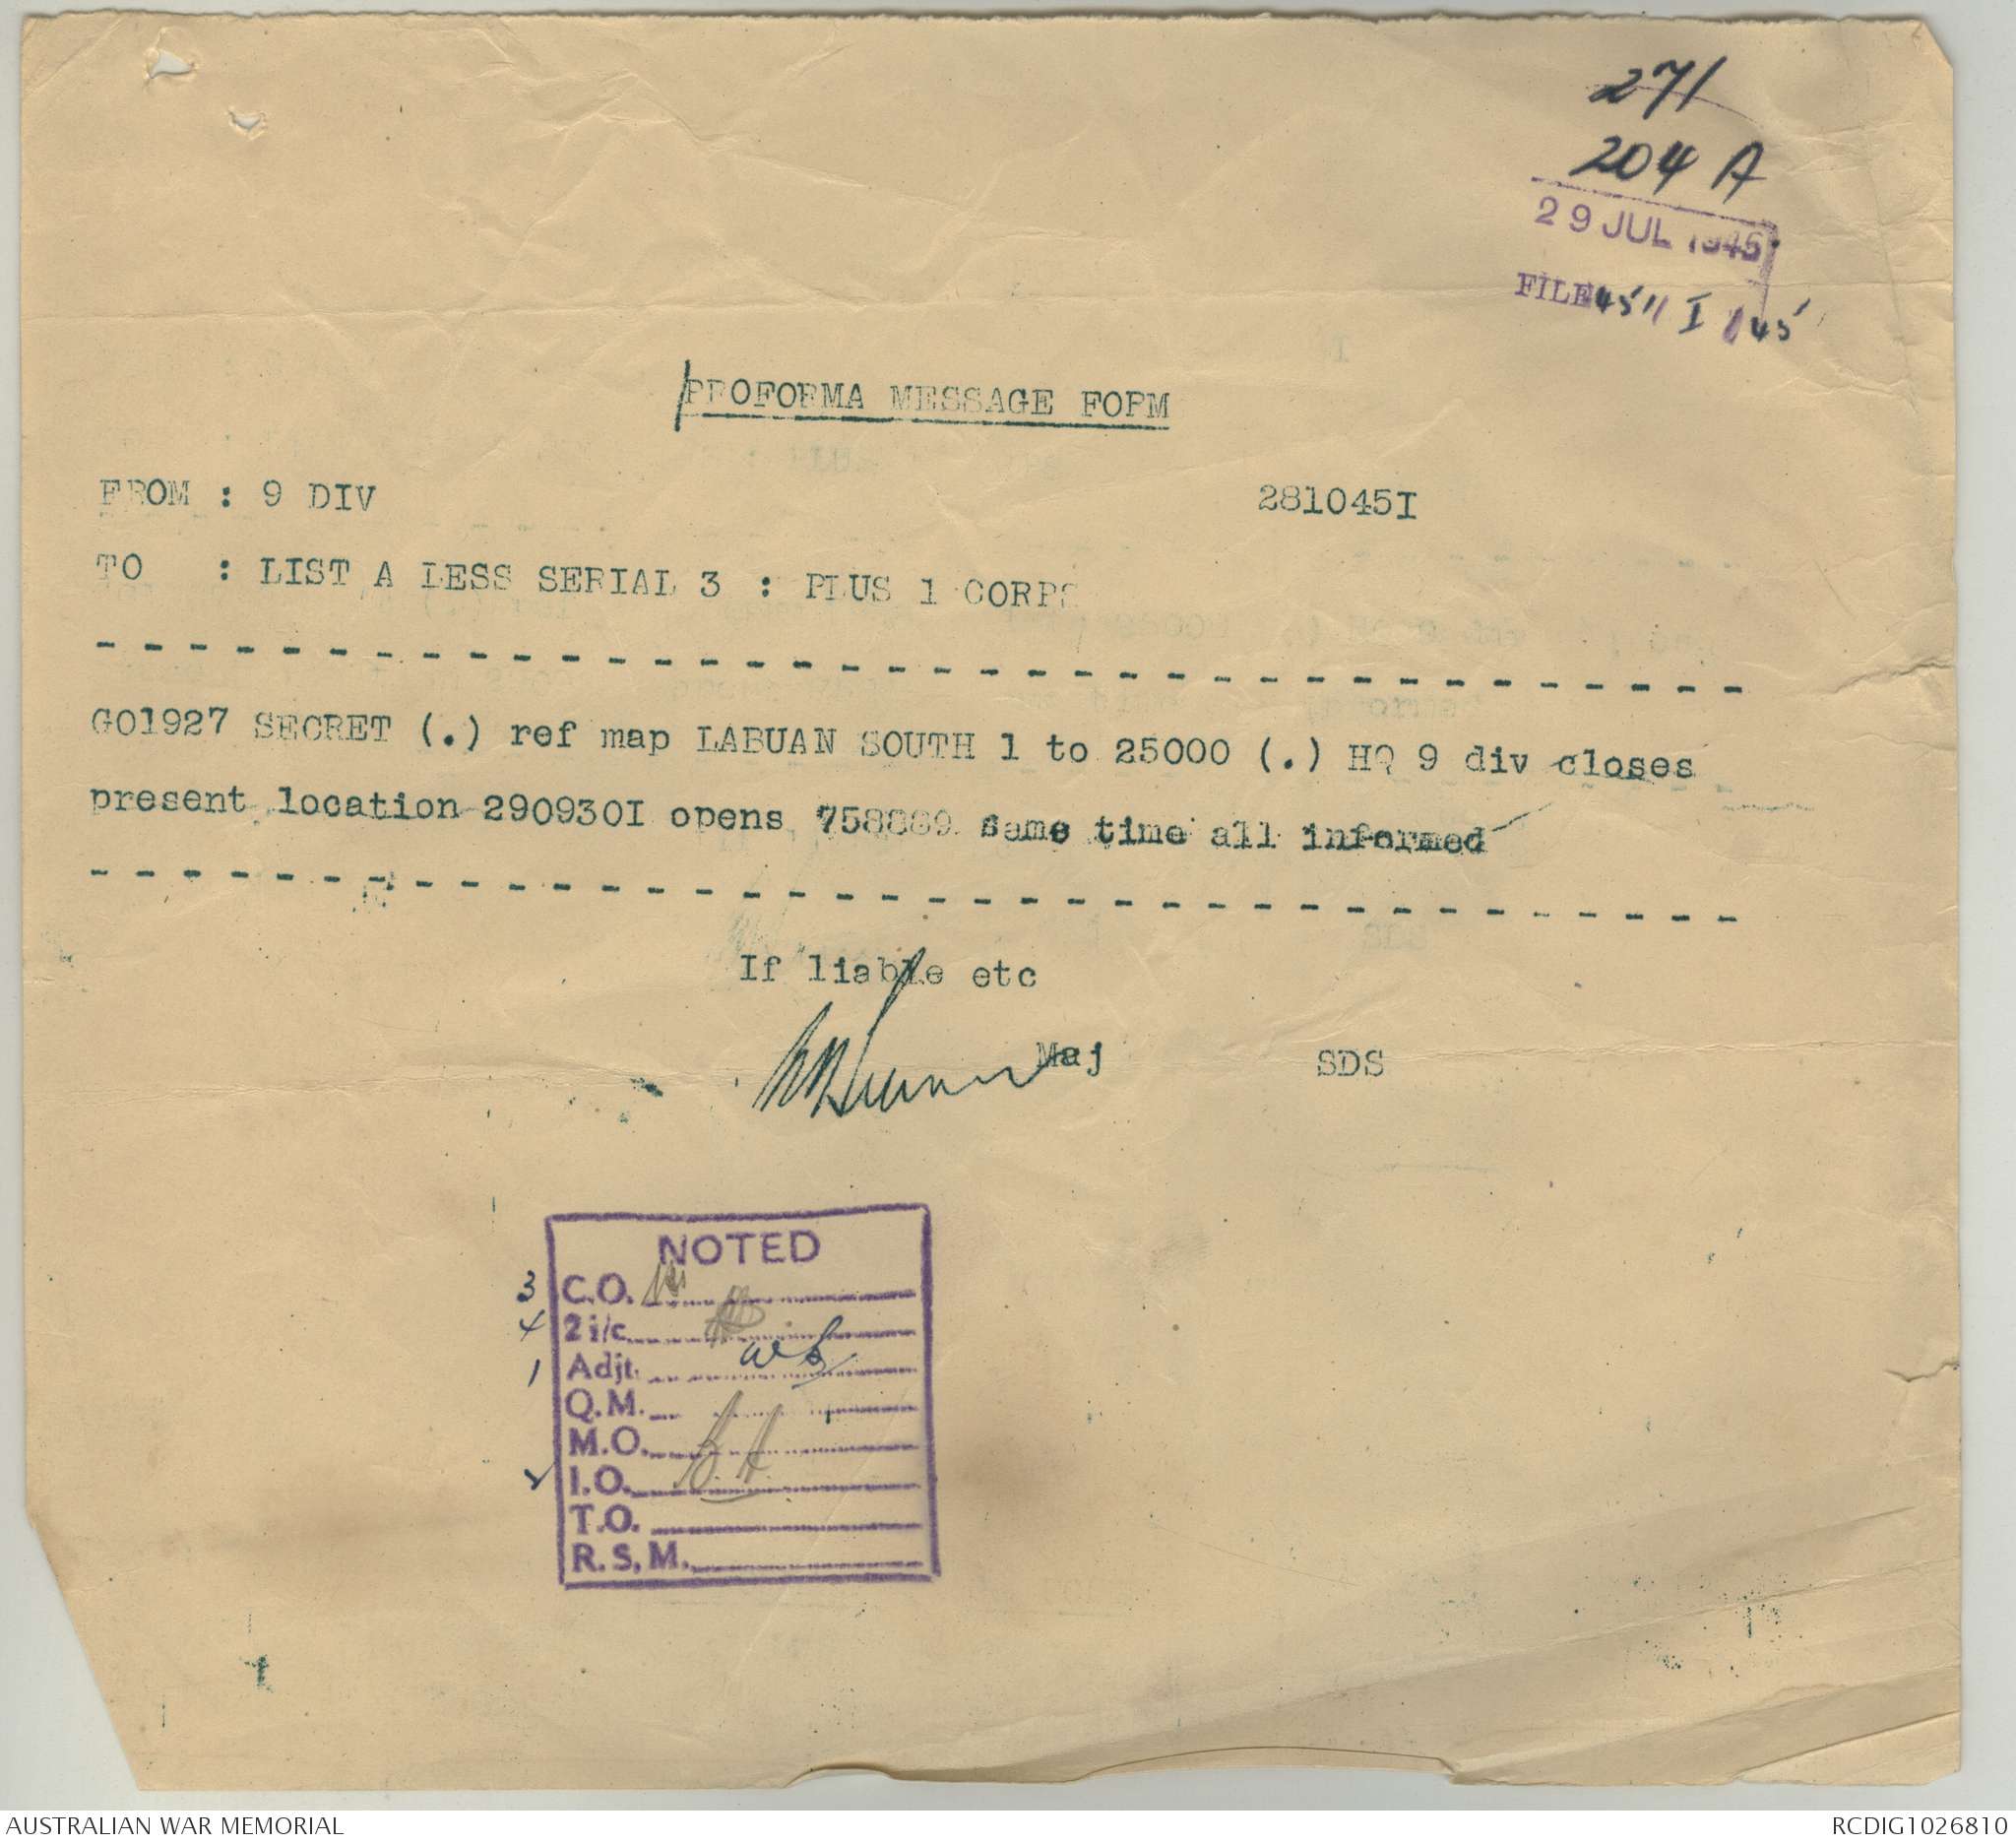 271
204 A
29 JUL 1945
FILE 45 / I / 45
PROFORMA MESSAGE FORM
FROM : 9 DIV 281045I
TO : LIST A LESS SERIAL 3 : PLUS 1 CORPS
GO1927 SECRET (.) ref map LABUAN SOUTH 1 to 25000 (.) HQ 9 div closes
present location 290930I opens 758889 same time all informed
If liable etc
Maj SDS
NOTED
3 C.O.
4 2 i/c
1 Adjt.
Q.M.
M.O.
I.O.
T.O.
R.S.M.
AUSTRALIAN WAR MEMORIAL RCDIG1026810